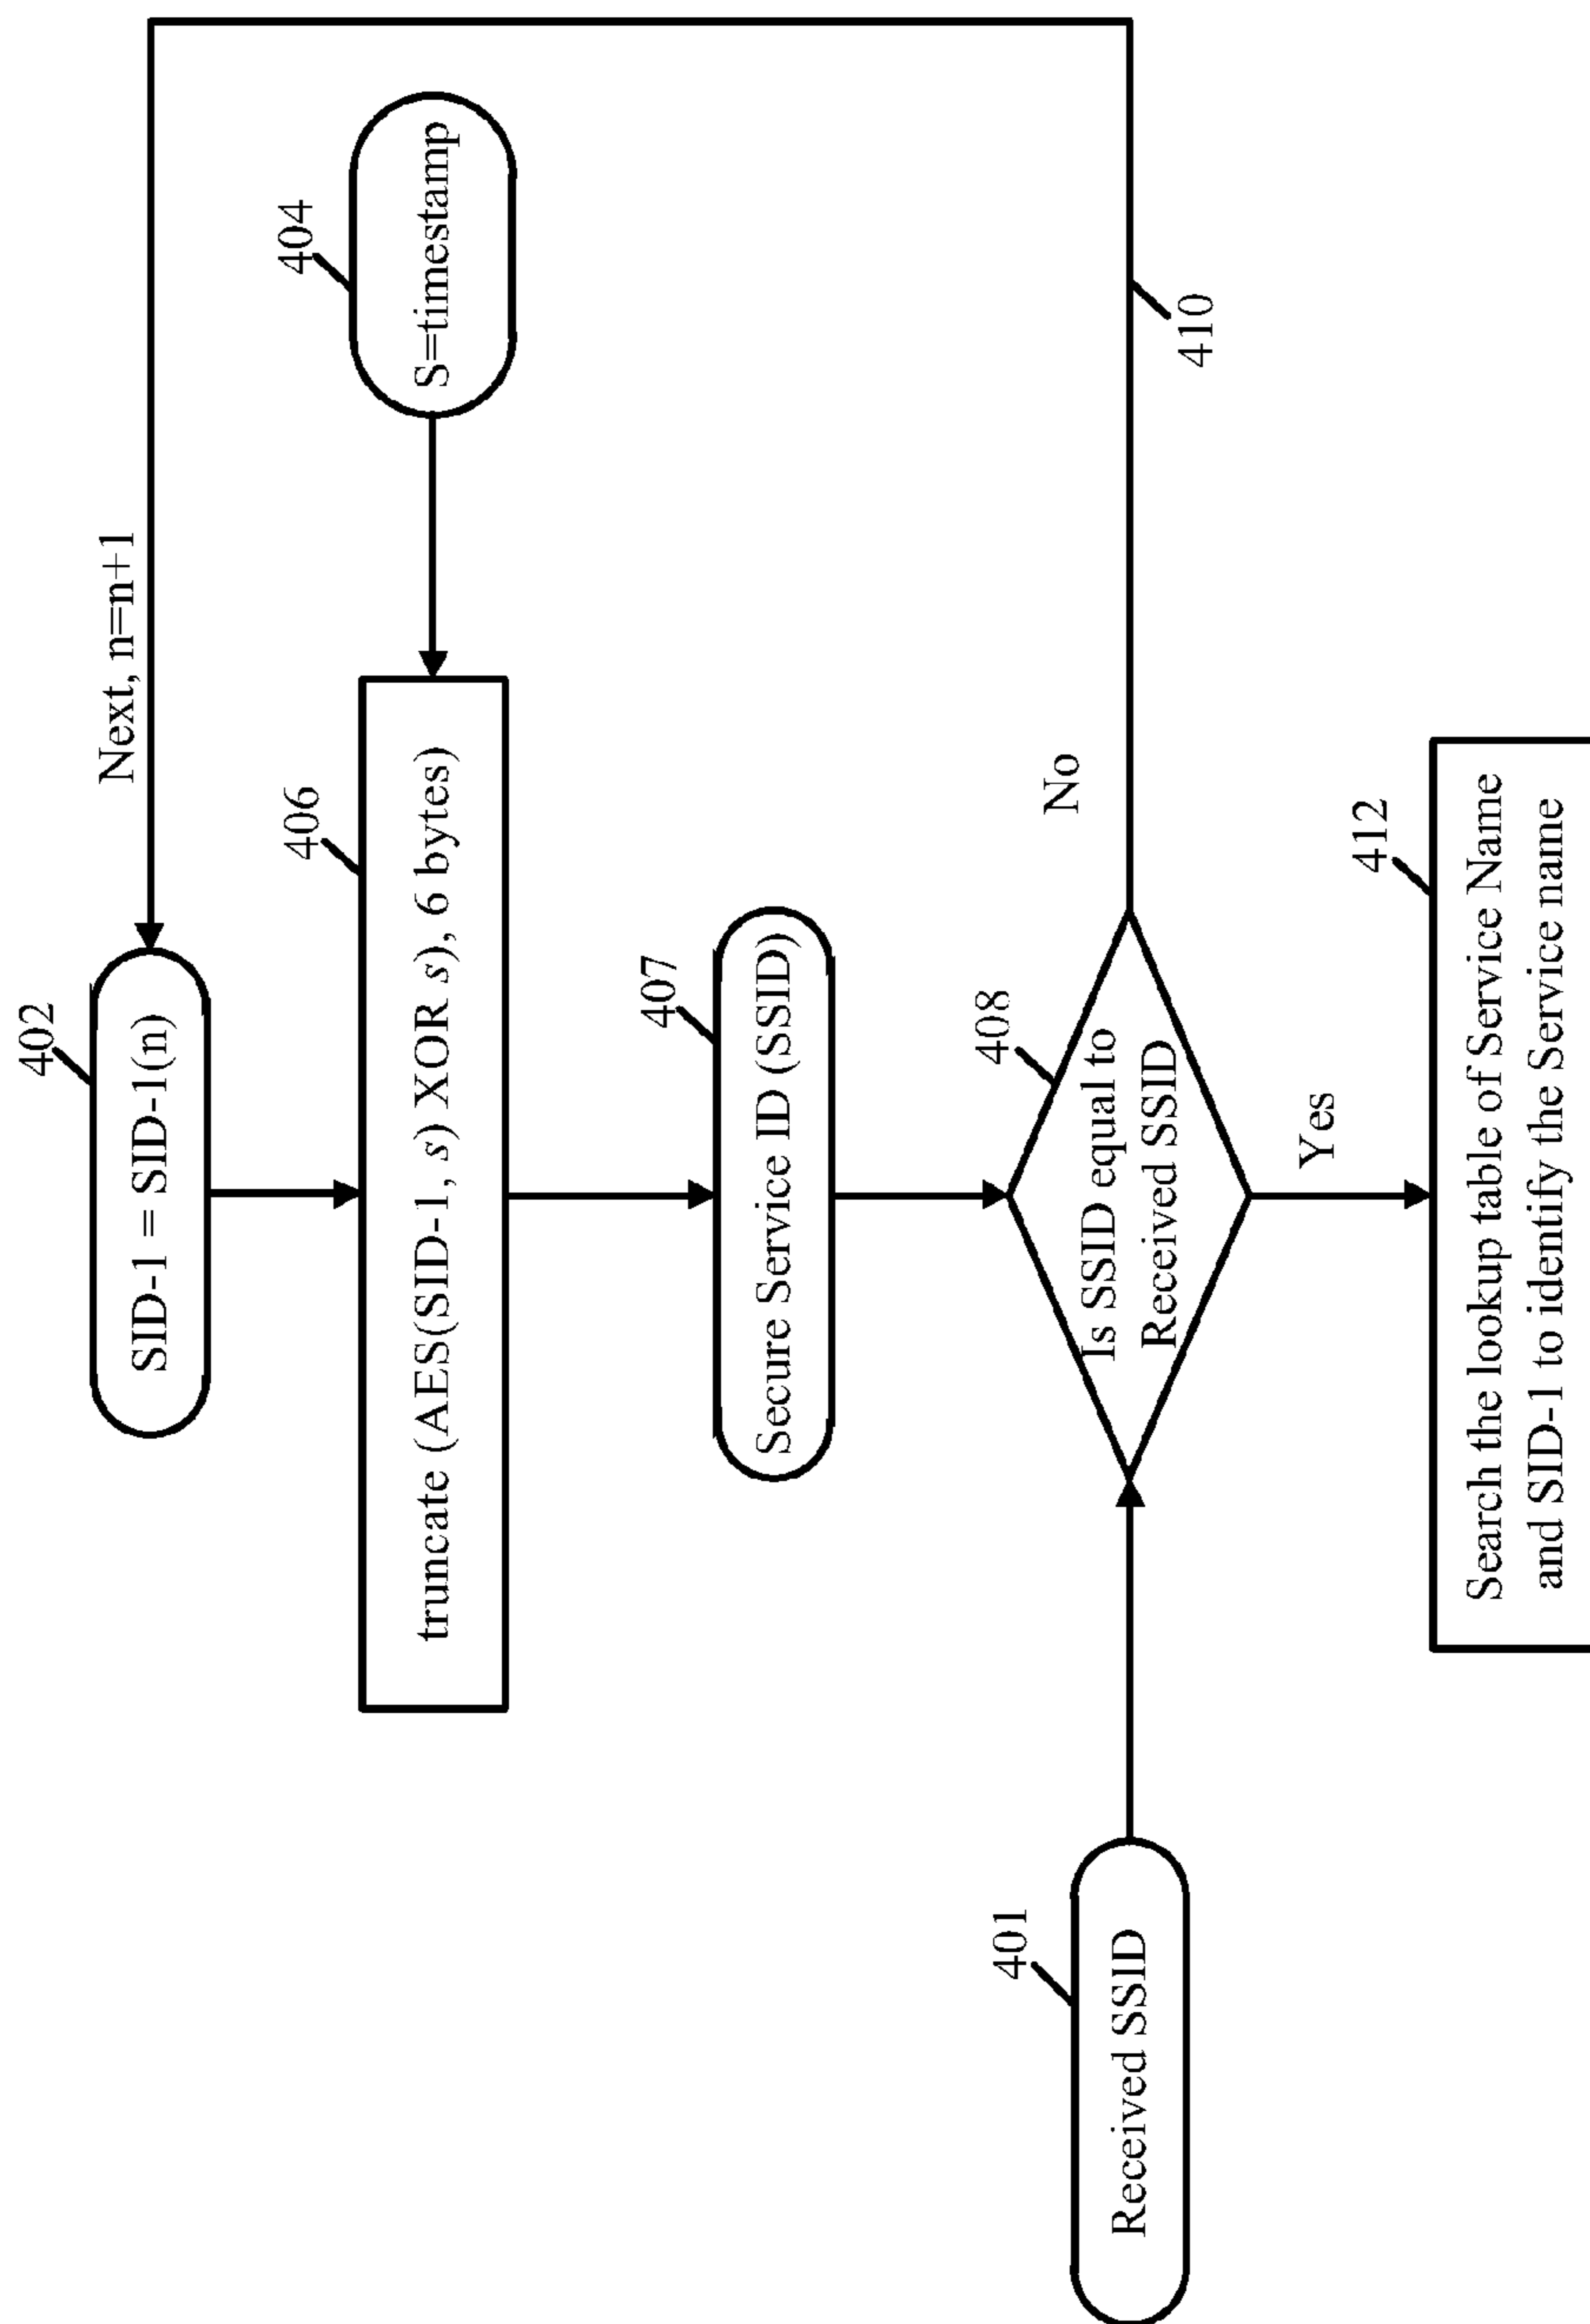 Next, n=n+1
402
SID-1 = SID-1(n)
404
S=timestamp
406
truncate (AES(SID-1, s) XOR s), 6 bytes)
407
Secure Service ID (SSID)
401
Received SSID
408
Is SSID equal to
Received SSID
No
410
Yes
412
Search the lookup table of Service Name
and SID-1 to identify the Service name